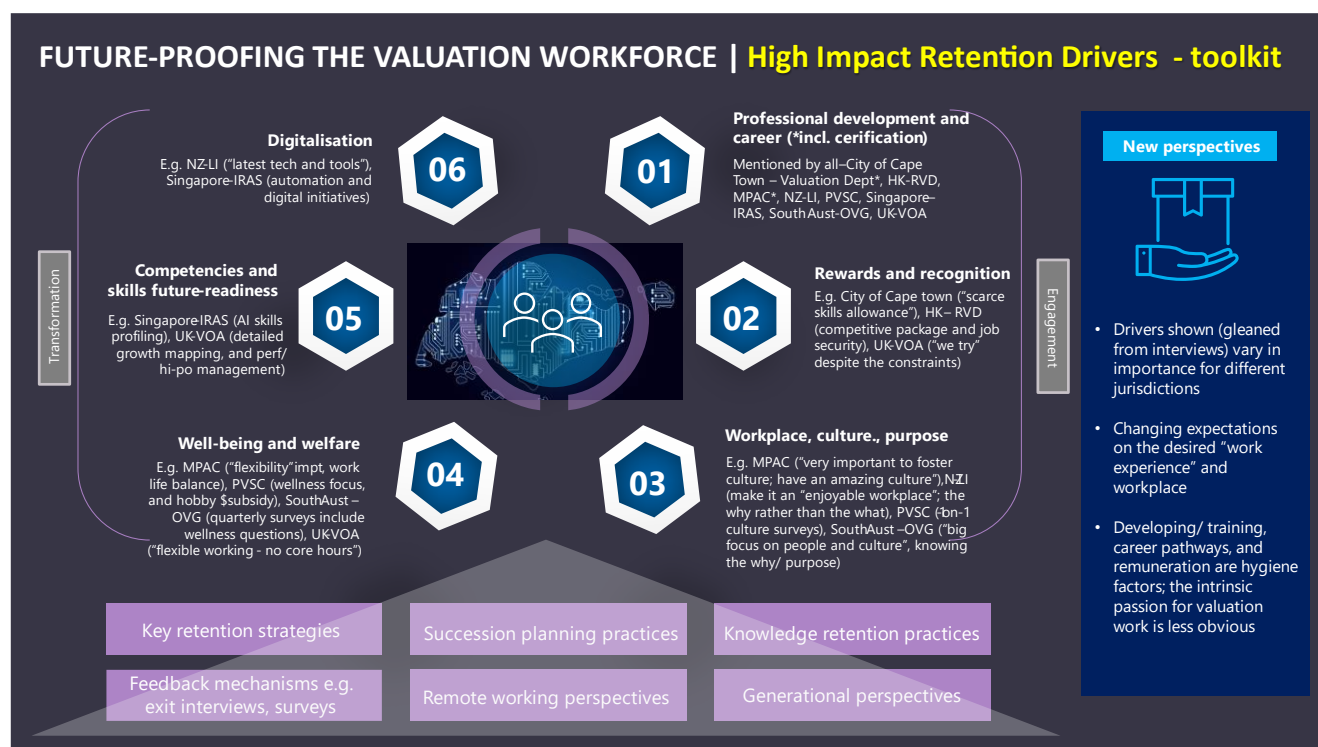 FUTURE-PROOFING THE VALUATION WORKFORCE | High Impact Retention Drivers - toolkit
Digitalisation
E.g. NZ-LI (“latest tech and tools”),
Singapore-IRAS (automation and
digital initiatives)
06
01
Professional development and
career (*incl. cerification)
Mentioned by all–City of Cape
Town – Valuation Dept*, HK-RVD,
MPAC*, NZ-LI, PVSC, Singapore–
IRAS, South Aust-OVG, UK-VOA
Transformation
Competencies and
skills future-readiness
E.g. Singapore-IRAS (AI skills
profiling), UK-VOA (detailed
growth mapping, and perf/
hi-po management)
05
02
Rewards and recognition
E.g. City of Cape town (“scarce
skills allowance”), HK– RVD
(competitive package and job
security), UK-VOA (“we try”
despite the constraints)
Engagement
Well-being and welfare
E.g. MPAC (“flexibility”impt, work
life balance), PVSC (wellness focus,
and hobby $subsidy), SouthAust –
OVG (quarterly surveys include
wellness questions), UK-VOA
(“flexible working - no core hours”)
04
03
Workplace, culture., purpose
E.g. MPAC (“very important to foster
culture; have an amazing culture”),NZ-LI
(make it an “enjoyable workplace”; the
why rather than the what), PVSC (1-on-1
culture surveys), SouthAust –OVG (“big
focus on people and culture”, knowing
the why/ purpose)
Key retention strategies
Succession planning practices
Knowledge retention practices
Feedback mechanisms e.g.
exit interviews, surveys
Remote working perspectives
Generational perspectives
New perspectives
• Drivers shown (gleaned
from interviews) vary in
importance for different
jurisdictions
• Changing expectations
on the desired “work
experience” and
workplace
• Developing/ training,
career pathways, and
remuneration are hygiene
factors; the intrinsic
passion for valuation
work is less obvious